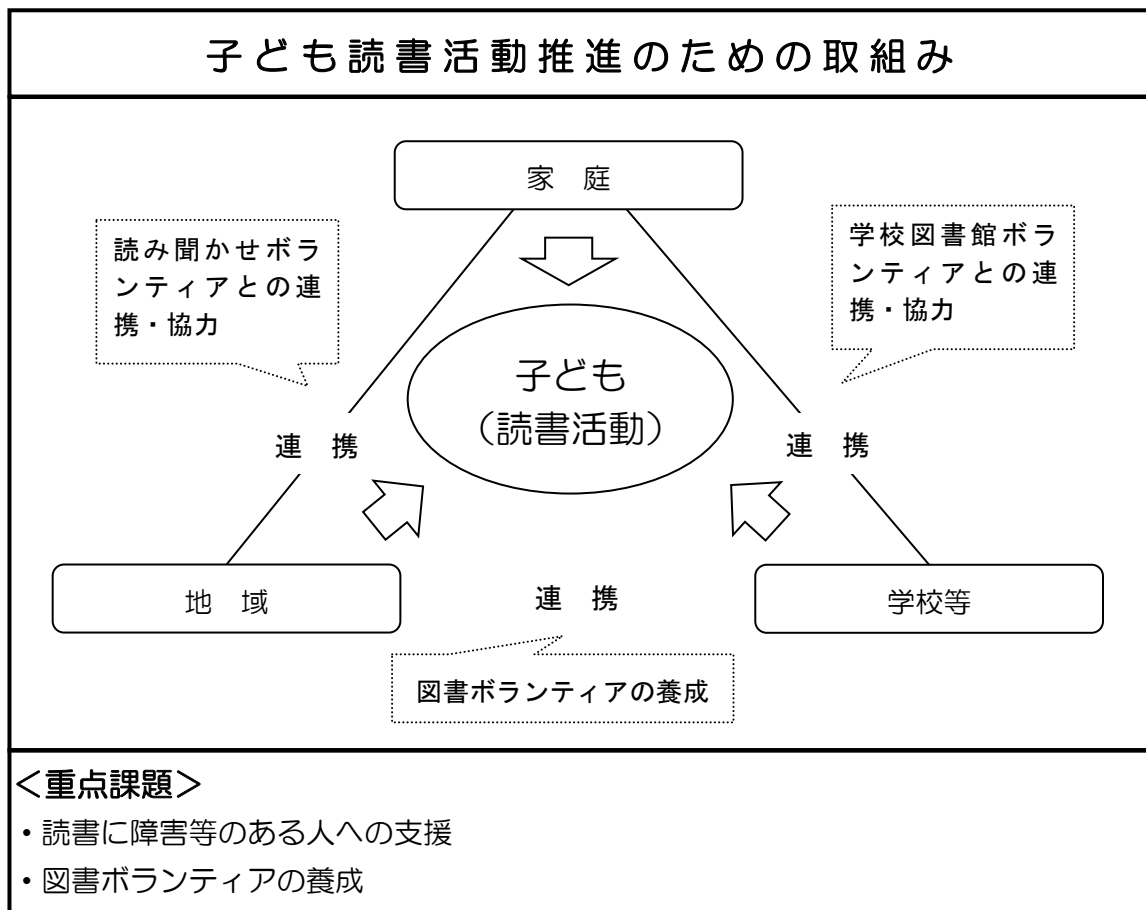 子ども読書活動推進のための取組み
家　庭
読み聞かせボラ
ンティアとの連
携・協力
学校図書館ボラ
ンティアとの連
携・協力
子ども
（読書活動）
連　携
連　携
地　域
連　携
学校等
図書ボランティアの養成
＜重点課題＞
・読書に障害等のある人への支援
・図書ボランティアの養成